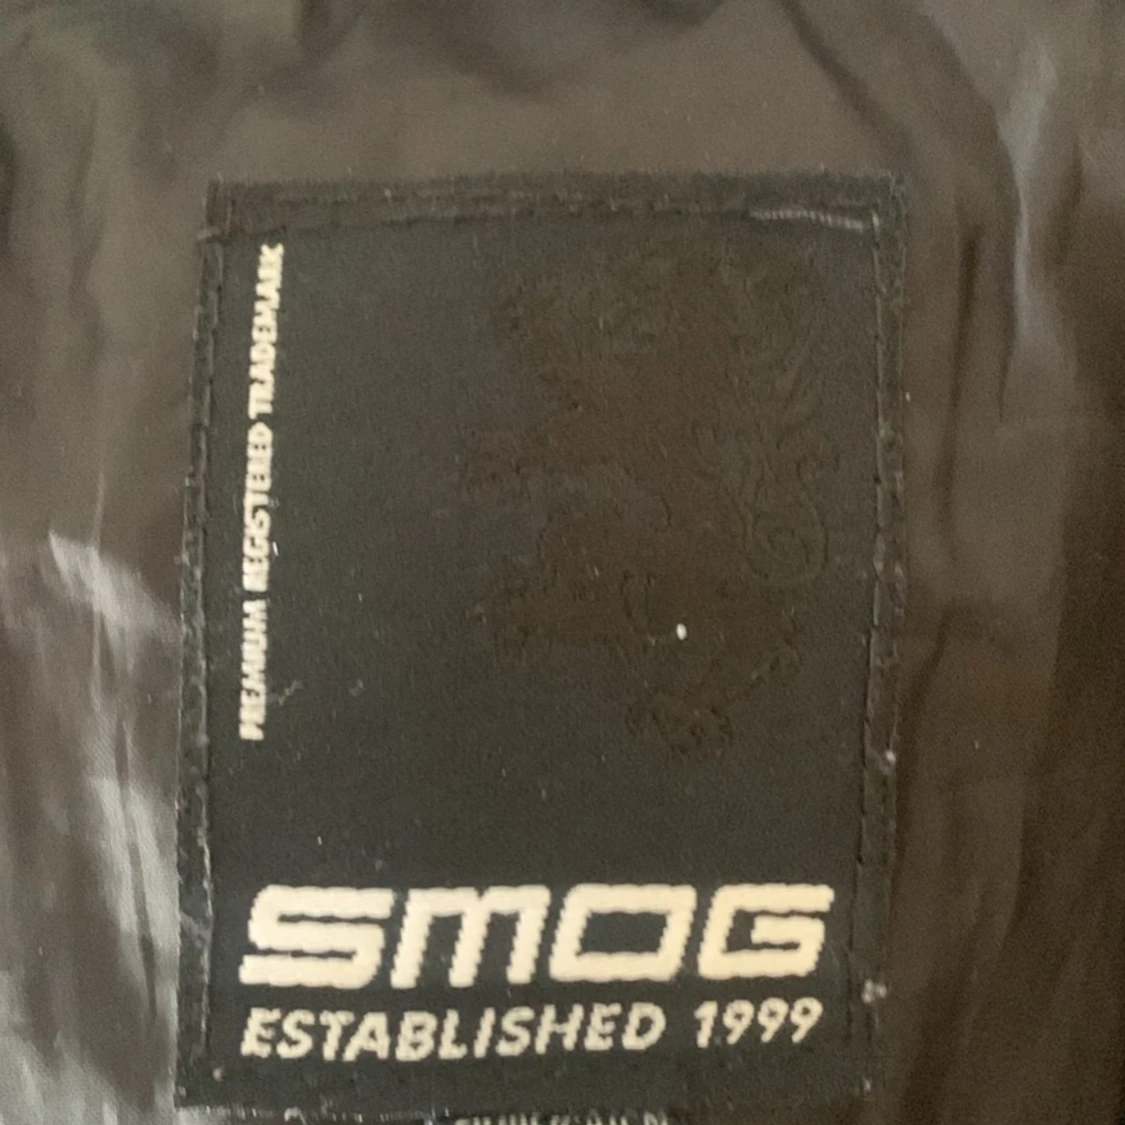 PREMIUM REGISTERED TRADEMARK
SMOG
ESTABLISHED 1999